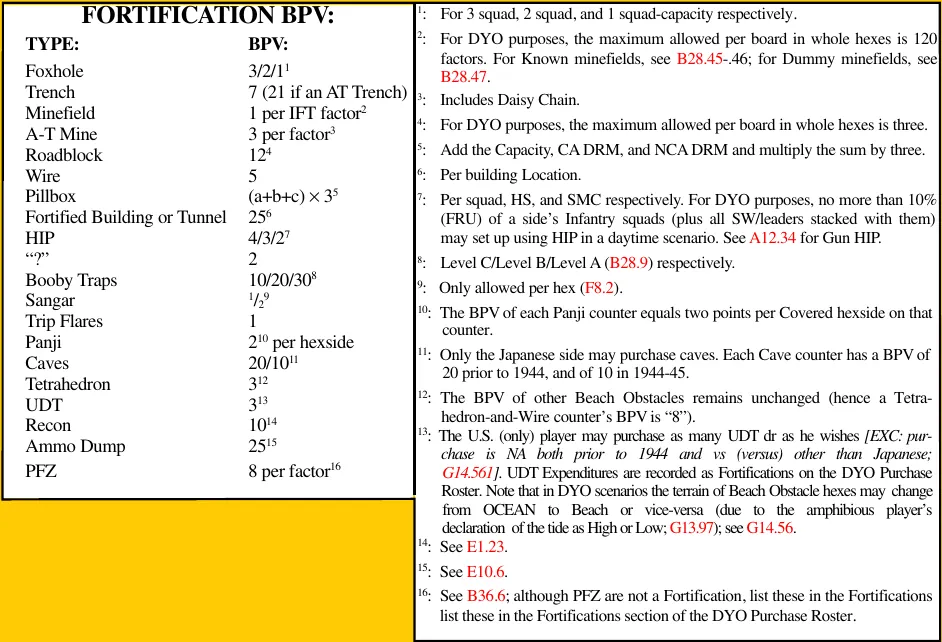 FORTIFICATION BPV:
TYPE: BPV:
Foxhole 3/2/1¹
Trench 7 (21 if an AT Trench)
Minefield 1 per IFT factor²
A-T Mine 3 per factor³
Roadblock 12⁴
Wire 5
Pillbox (a+b+c) × 3⁵
Fortified Building or Tunnel 25⁶
HIP 4/3/2⁷
“?” 2
Booby Traps 10/20/30⁸
Sangar ¹/₂⁹
Trip Flares 1
Panji 2¹⁰ per hexside
Caves 20/10¹¹
Tetrahedron 3¹²
UDT 3¹³
Recon 10¹⁴
Ammo Dump 25¹⁵
PFZ 8 per factor¹⁶
¹: For 3 squad, 2 squad, and 1 squad-capacity respectively.
²: For DYO purposes, the maximum allowed per board in whole hexes is 120
factors. For Known minefields, see B28.45-.46; for Dummy minefields, see
B28.47.
³: Includes Daisy Chain.
⁴: For DYO purposes, the maximum allowed per board in whole hexes is three.
⁵: Add the Capacity, CA DRM, and NCA DRM and multiply the sum by three.
⁶: Per building Location.
⁷: Per squad, HS, and SMC respectively. For DYO purposes, no more than 10%
(FRU) of a side’s Infantry squads (plus all SW/leaders stacked with them)
may set up using HIP in a daytime scenario. See A12.34 for Gun HIP.
⁸: Level C/Level B/Level A (B28.9) respectively.
⁹: Only allowed per hex (F8.2).
¹⁰: The BPV of each Panji counter equals two points per Covered hexside on that
counter.
¹¹: Only the Japanese side may purchase caves. Each Cave counter has a BPV of
20 prior to 1944, and of 10 in 1944-45.
¹²: The BPV of other Beach Obstacles remains unchanged (hence a Tetra-
hedron-and-Wire counter’s BPV is “8”).
¹³: The U.S. (only) player may purchase as many UDT dr as he wishes [EXC: pur-
chase is NA both prior to 1944 and vs (versus) other than Japanese;
G14.561]. UDT Expenditures are recorded as Fortifications on the DYO Purchase
Roster. Note that in DYO scenarios the terrain of Beach Obstacle hexes may change
from OCEAN to Beach or vice-versa (due to the amphibious player’s
declaration of the tide as High or Low; G13.97); see G14.56.
¹⁴: See E1.23.
¹⁵: See E10.6.
¹⁶: See B36.6; although PFZ are not a Fortification, list these in the Fortifications
list these in the Fortifications section of the DYO Purchase Roster.